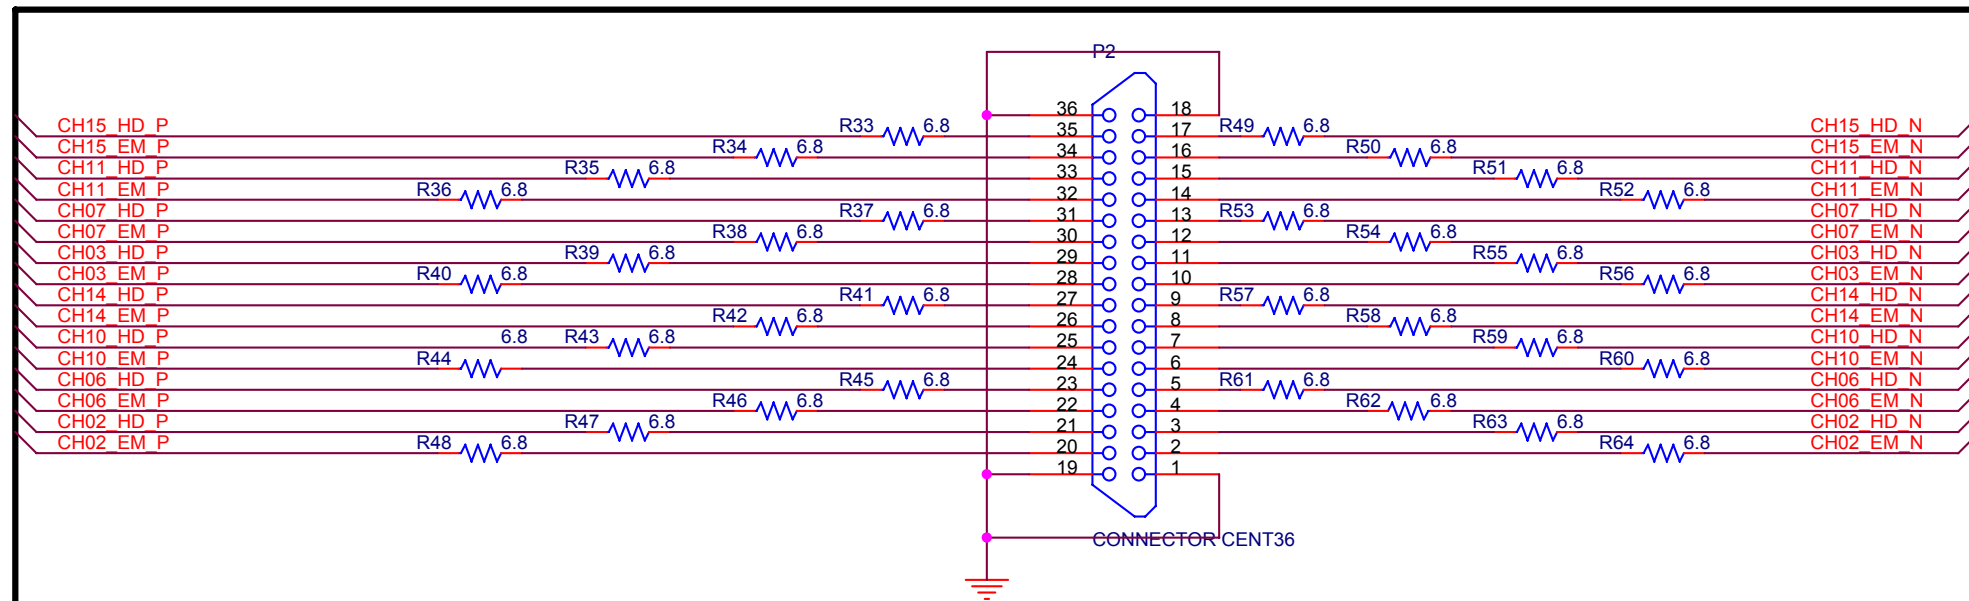 P2
36 18
CH15_HD_P R33 6.8 35 17 R49 6.8 CH15_HD_N
CH15_EM_P R34 6.8 34 16 R50 6.8 CH15_EM_N
CH11_HD_P R35 6.8 33 15 R51 6.8 CH11_HD_N
CH11_EM_P R36 6.8 32 14 R52 6.8 CH11_EM_N
CH07_HD_P R37 6.8 31 13 R53 6.8 CH07_HD_N
CH07_EM_P R38 6.8 30 12 R54 6.8 CH07_EM_N
CH03_HD_P R39 6.8 29 11 R55 6.8 CH03_HD_N
CH03_EM_P R40 6.8 28 10 R56 6.8 CH03_EM_N
CH14_HD_P R41 6.8 27 9 R57 6.8 CH14_HD_N
CH14_EM_P R42 6.8 26 8 R58 6.8 CH14_EM_N
CH10_HD_P 6.8 R43 6.8 25 7 R59 6.8 CH10_HD_N
CH10_EM_P R44 24 6 R60 6.8 CH10_EM_N
CH06_HD_P R45 6.8 23 5 R61 6.8 CH06_HD_N
CH06_EM_P R46 6.8 22 4 R62 6.8 CH06_EM_N
CH02_HD_P R47 6.8 21 3 R63 6.8 CH02_HD_N
CH02_EM_P R48 6.8 20 2 R64 6.8 CH02_EM_N
19 1
CONNECTOR CENT36